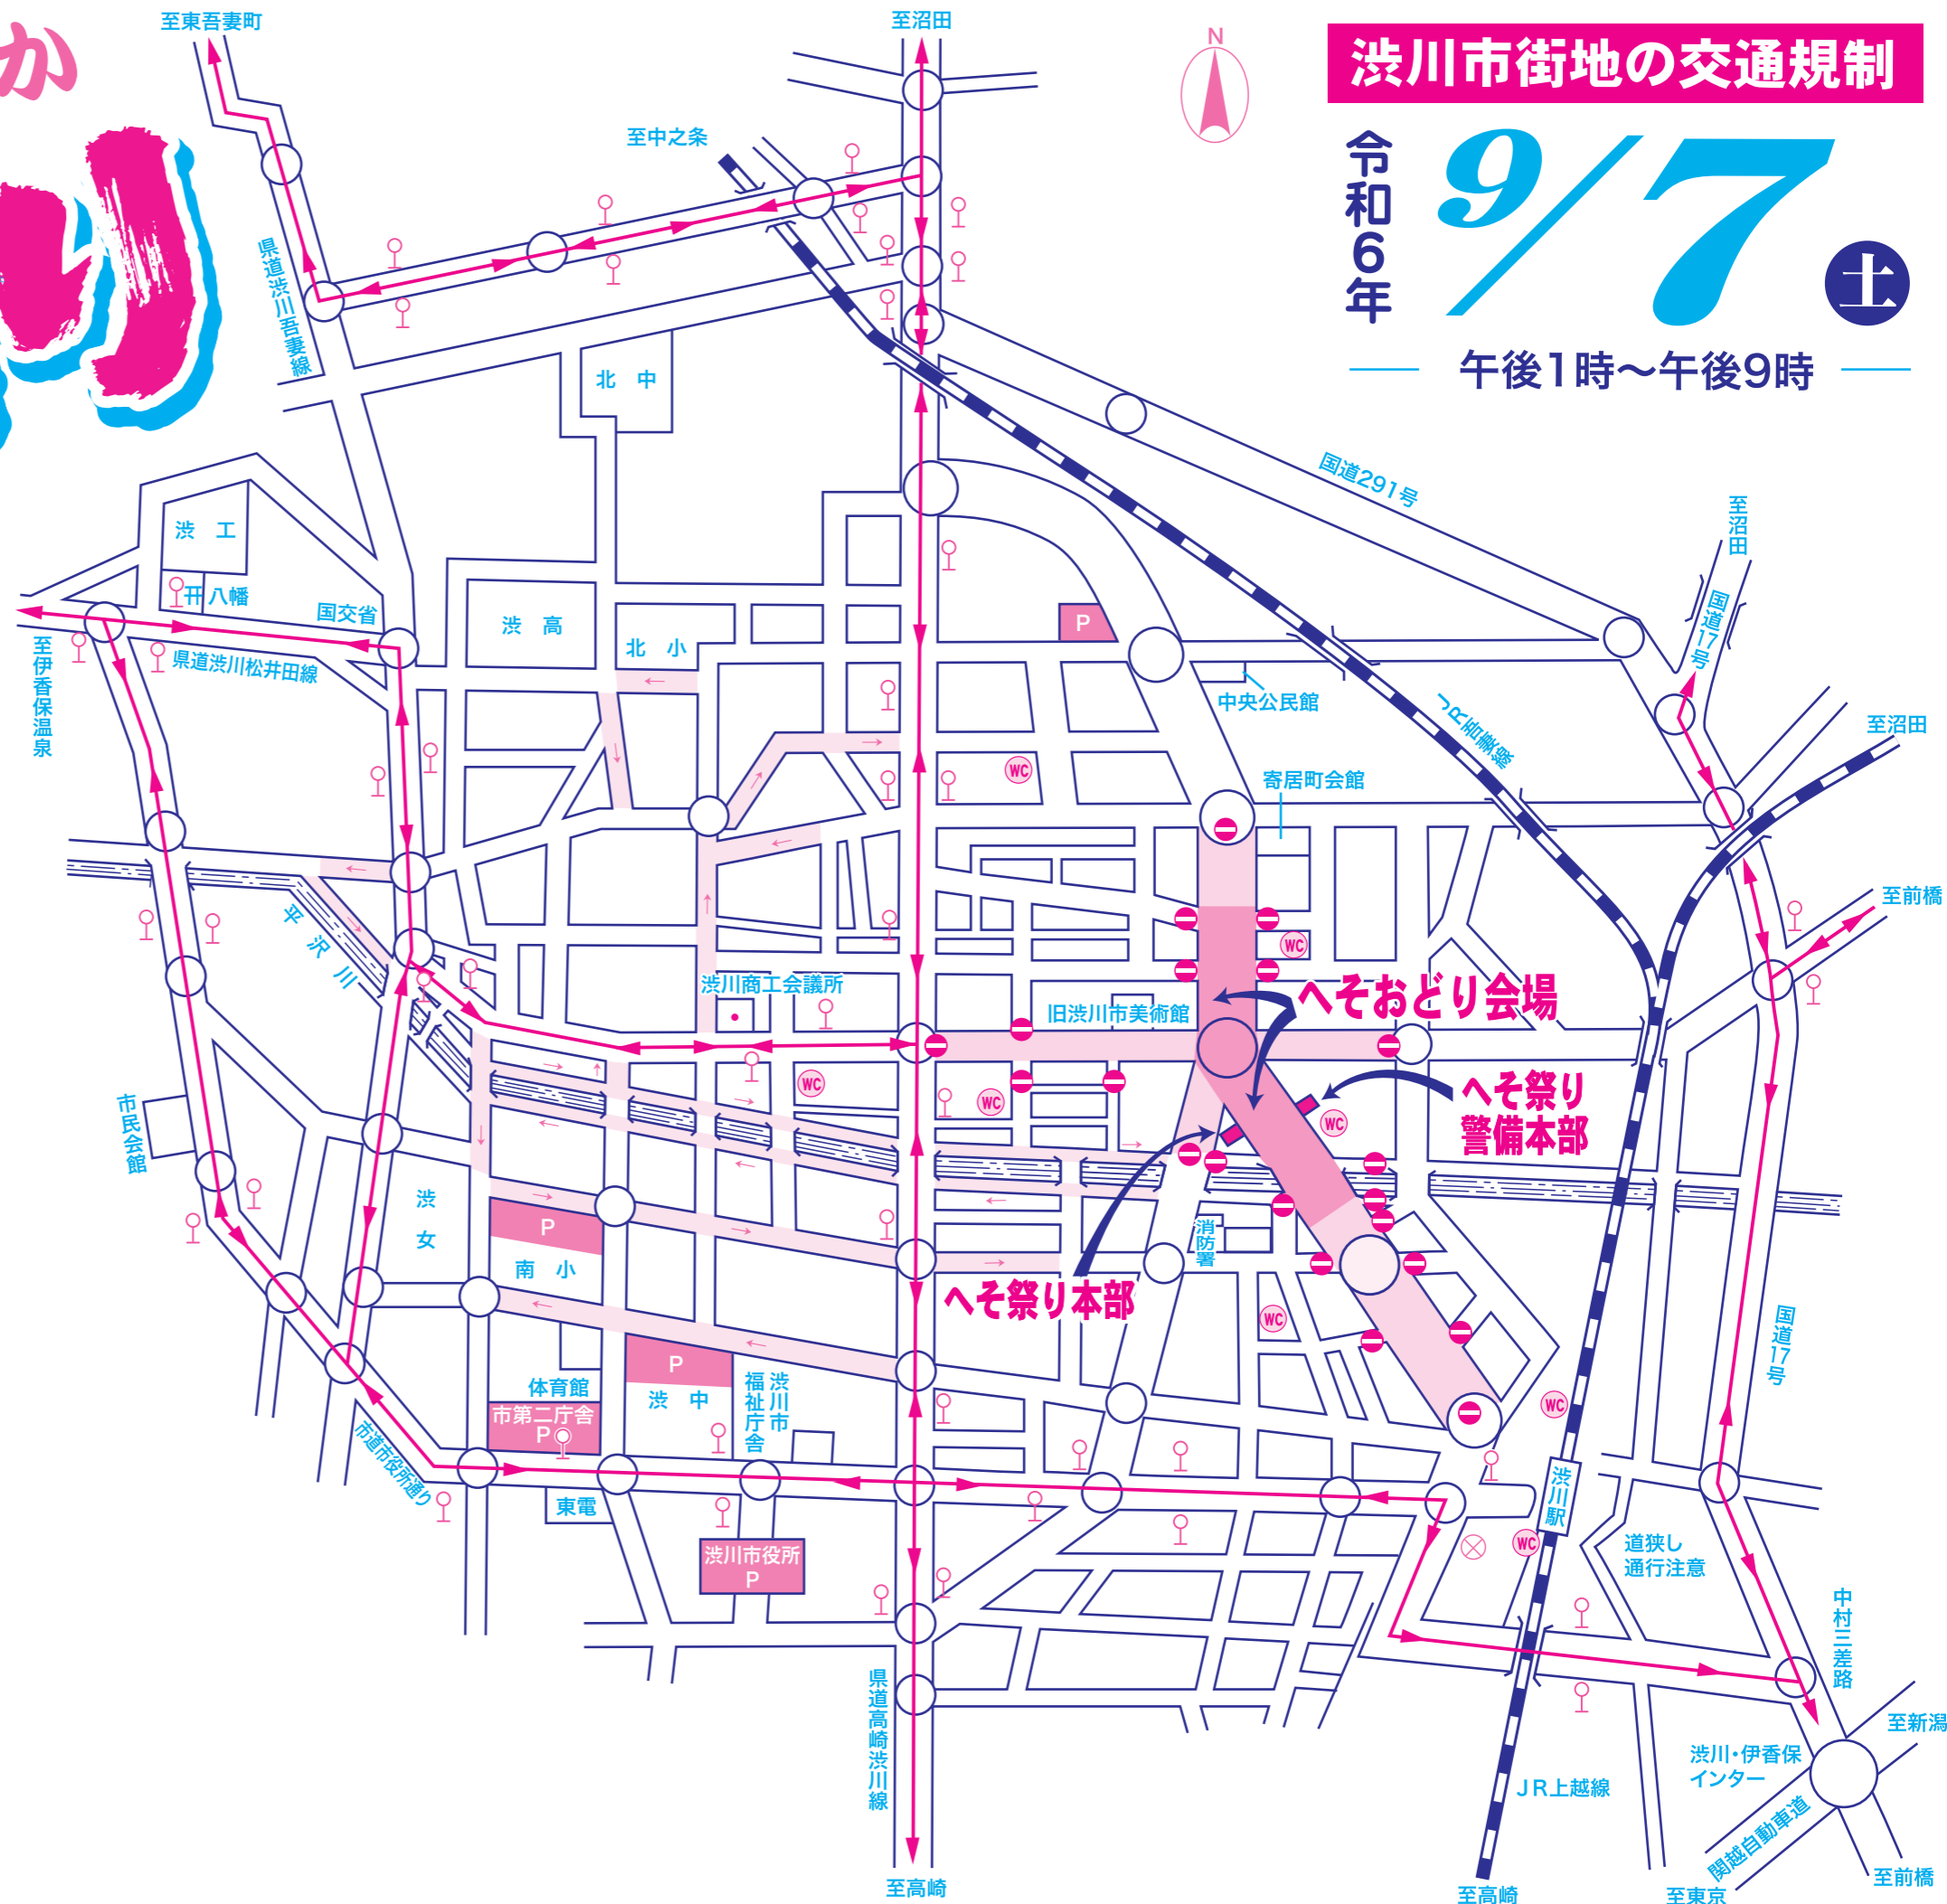 か
り
至東吾妻町
至沼田
N
渋川市街地の交通規制
令和6年
9/7
土
午後1時〜午後9時
至中之条
県道渋川吾妻線
北 中
国道291号
至沼田
国道17号
渋 工
八幡
国交省
県道渋川松井田線
至伊香保温泉
渋 高
北 小
P
中央公民館
JR吾妻線
至沼田
WC
寄居町会館
至前橋
平沢川
WC
渋川商工会議所
旧渋川市美術館
へそおどり会場
WC
WC
へそ祭り
警備本部
WC
市民会館
渋女
P
南 小
消防署
へそ祭り本部
WC
国道17号
P
渋 中
体育館
市第二庁舎
P
渋川市
福祉庁舎
WC
市道市役所通り
東電
渋川市役所
P
渋川駅
WC
道狭し
通行注意
中村三差路
県道高崎渋川線
至新潟
渋川・伊香保
インター
JR上越線
関越自動車道
至高崎
至高崎
至東京
至前橋